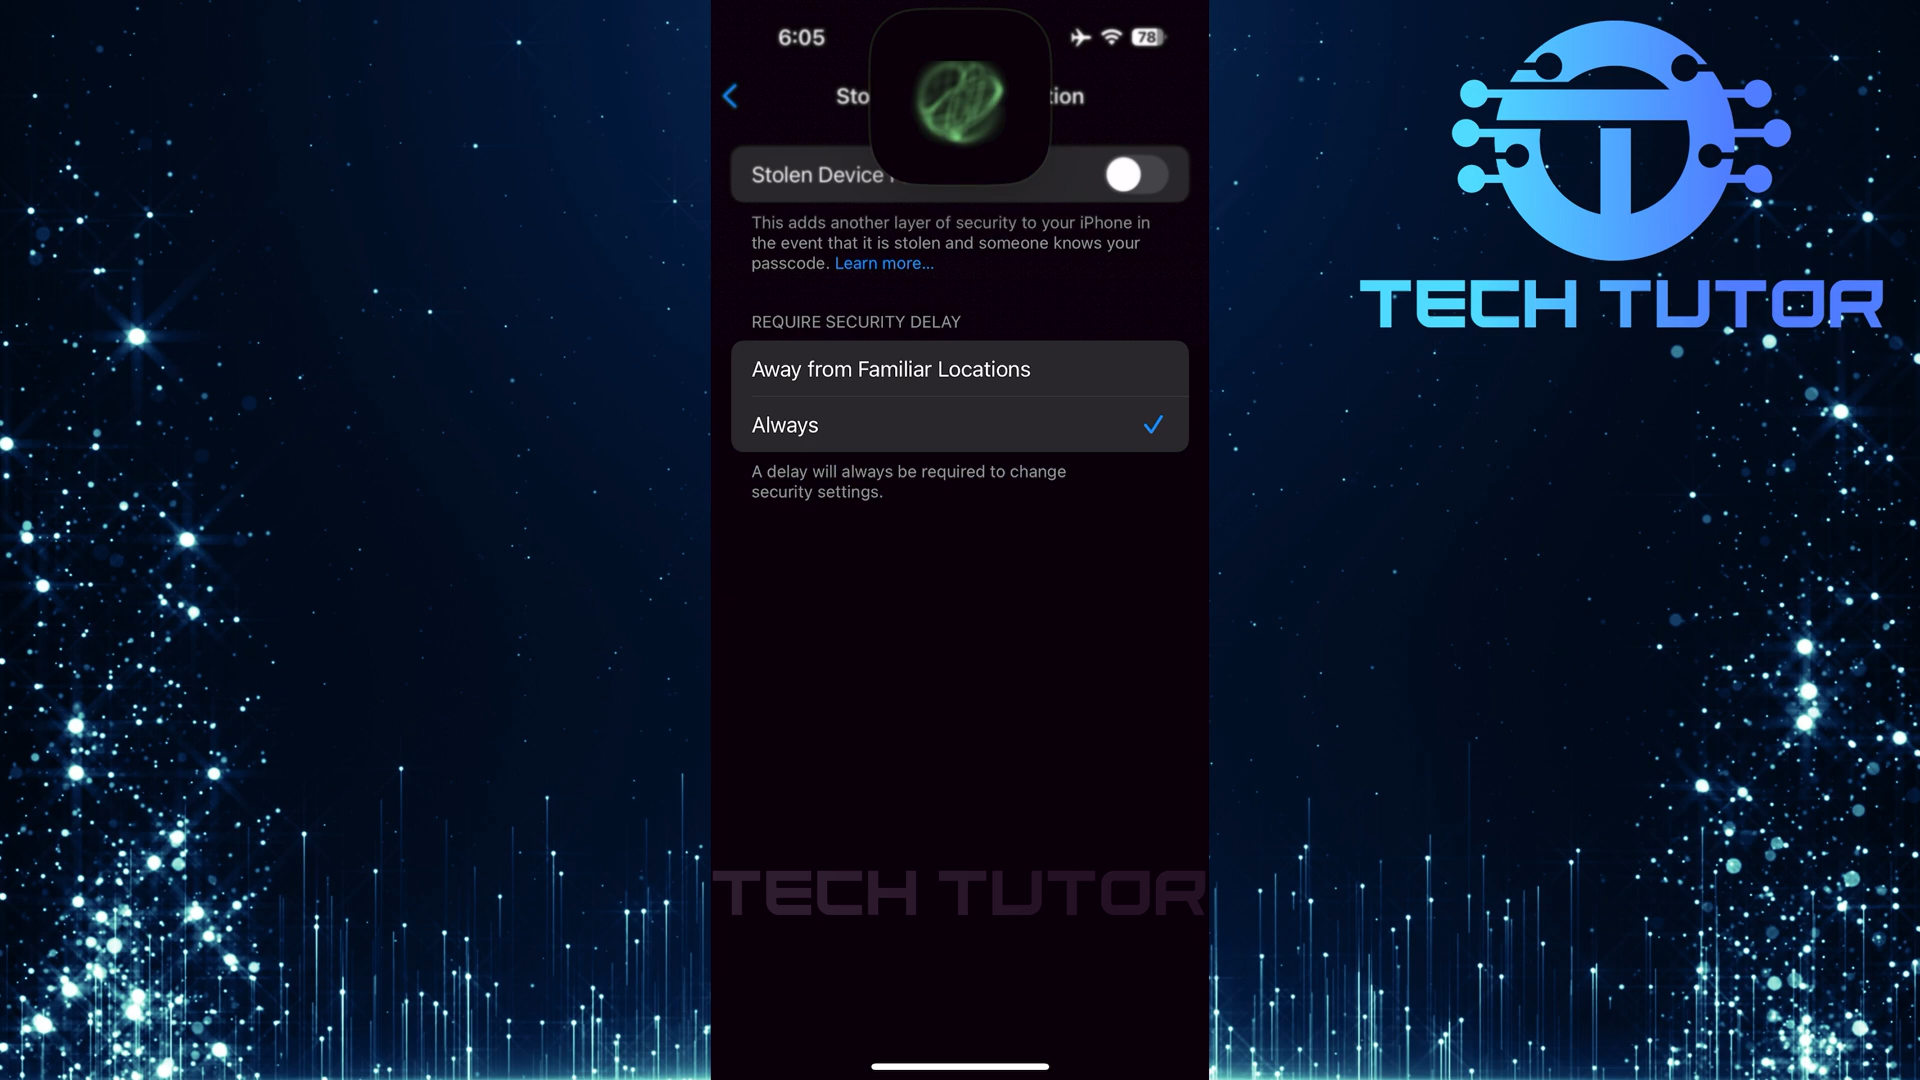 6:05
78
Sto tion
Stolen Device
This adds another layer of security to your iPhone in
the event that it is stolen and someone knows your
passcode. Learn more...
REQUIRE SECURITY DELAY
Away from Familiar Locations
Always
A delay will always be required to change
security settings.
TECH TUTOR
TECH TUTOR